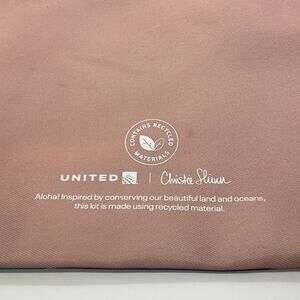 CONTAINS RECYCLED
MATERIALS
UNITED | Christie Shinn
Aloha! Inspired by conserving our beautiful land and oceans,
this kit is made using recycled material.